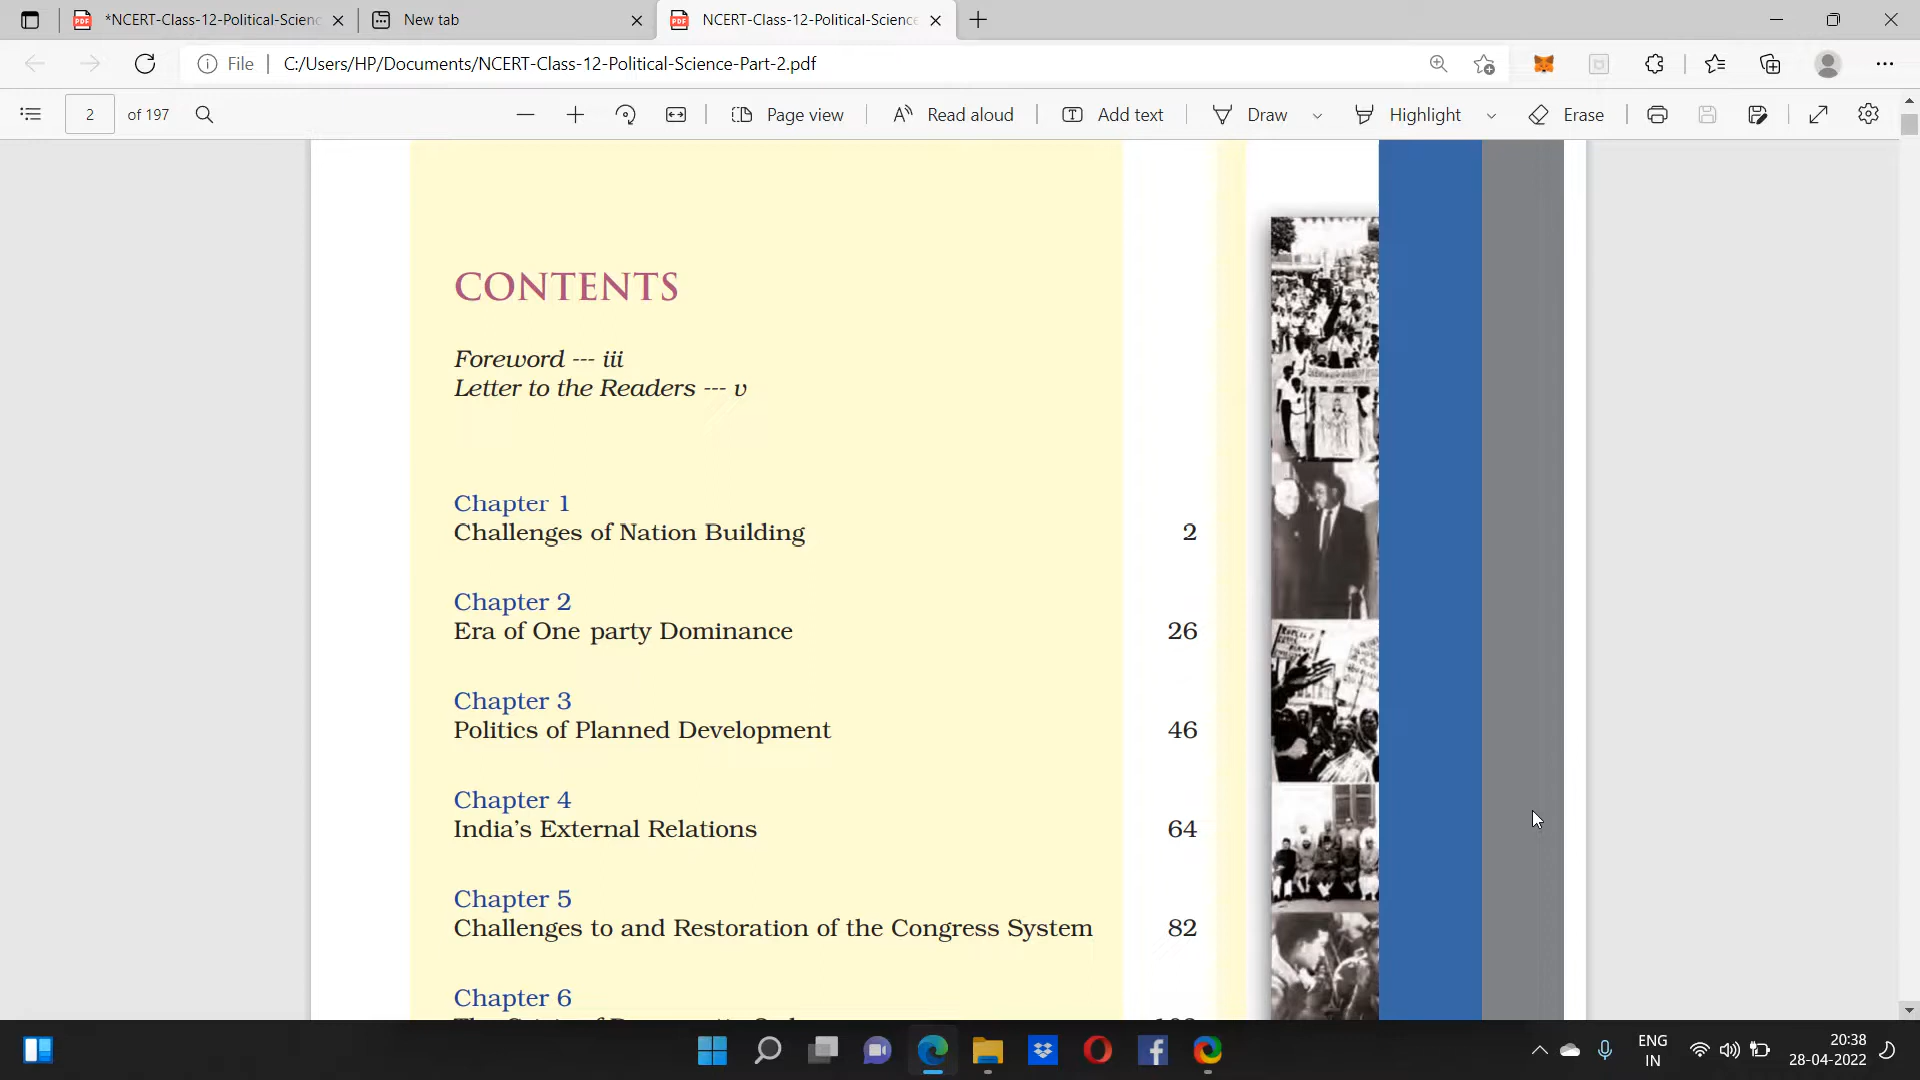 *NCERT-Class-12-Political-Scienc
New tab
NCERT-Class-12-Political-Science
File
C:/Users/HP/Documents/NCERT-Class-12-Political-Science-Part-2.pdf
2 of 197
Page view
Read aloud
Add text
Draw
Highlight
Erase
CONTENTS
Foreword --- iii
Letter to the Readers --- v
Chapter 1
Challenges of Nation Building 2
Chapter 2
Era of One party Dominance 26
Chapter 3
Politics of Planned Development 46
Chapter 4
India's External Relations 64
Chapter 5
Challenges to and Restoration of the Congress System 82
Chapter 6
ENG
IN
20:38
28-04-2022